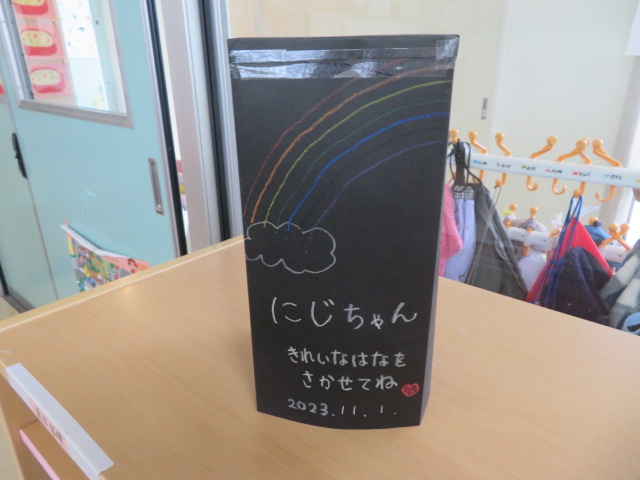 にじちゃん
きれいなはなを
さかせてね
2023.11.1.